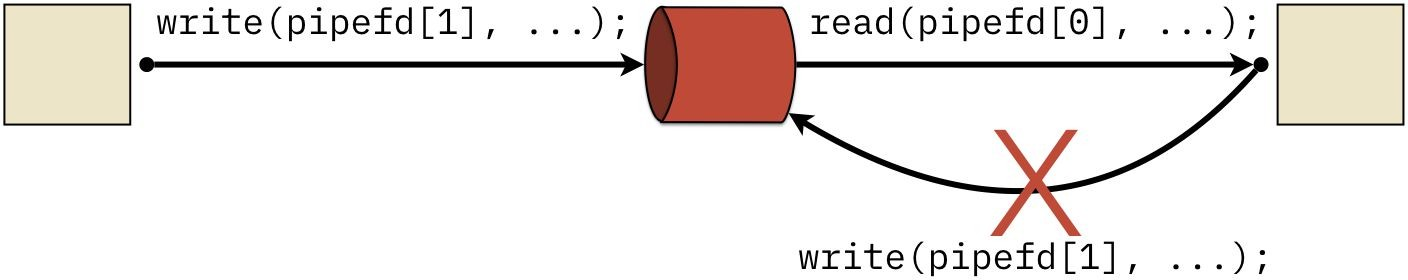 write(pipefd[1], ...);
read(pipefd[0], ...);
write(pipefd[1], ...);